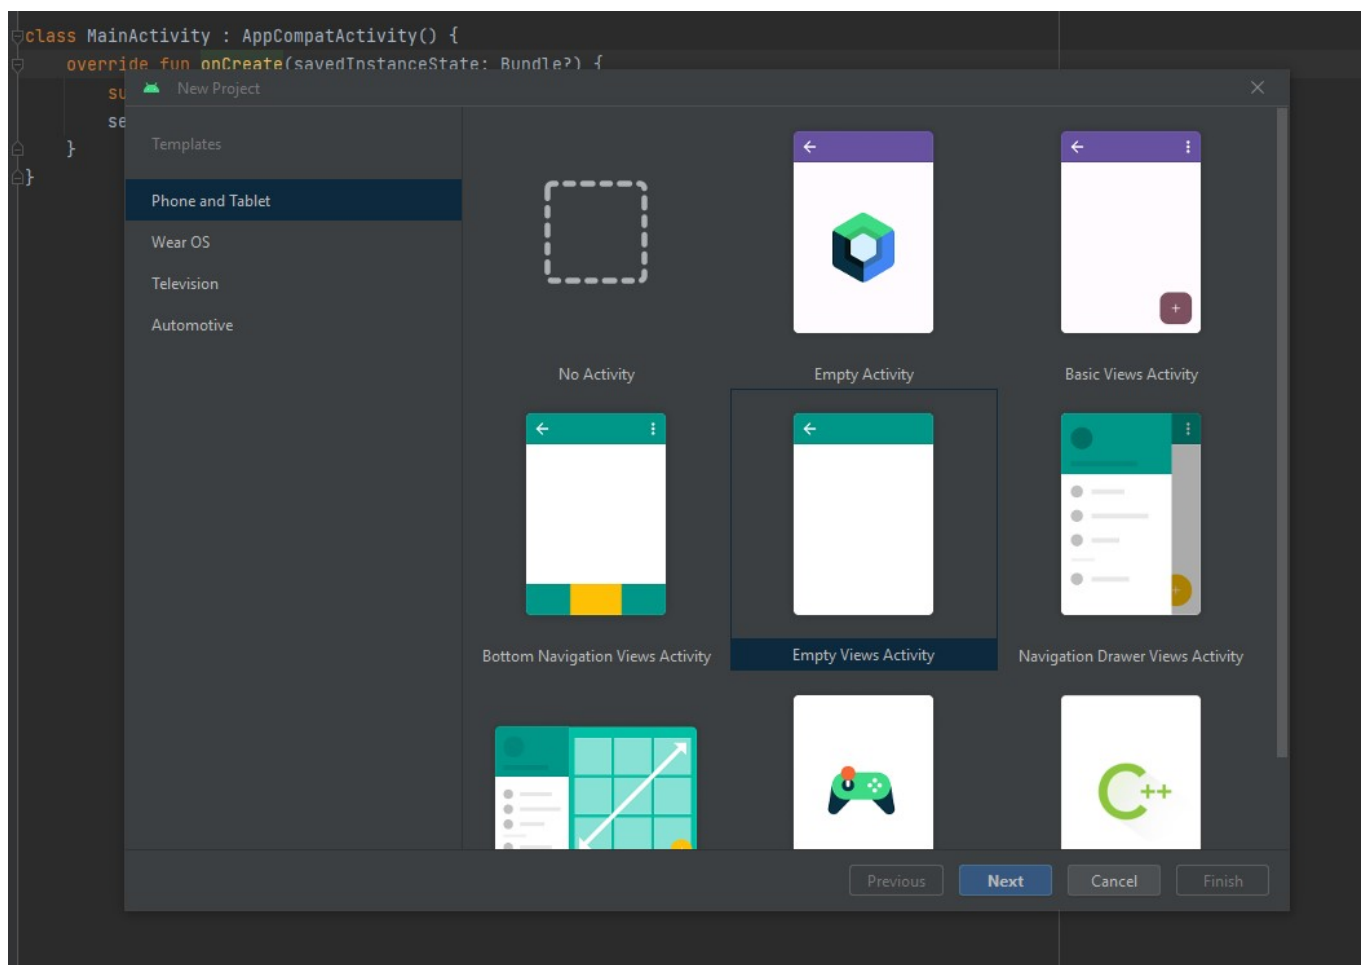 class MainActivity : AppCompatActivity() {
override fun onCreate(savedInstanceState: Bundle?) {
su
se
}
}
New Project
Templates
Phone and Tablet
Wear OS
Television
Automotive
No Activity
Empty Activity
Basic Views Activity
Bottom Navigation Views Activity
Empty Views Activity
Navigation Drawer Views Activity
C++
Previous
Next
Cancel
Finish